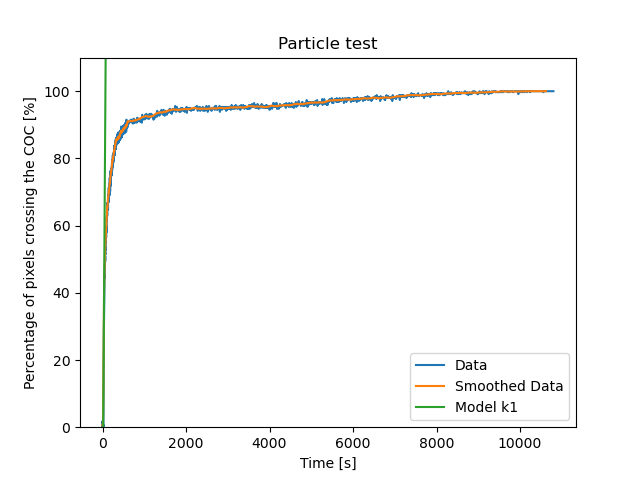 Particle test
Percentage of pixels crossing the COC [%]
100
80
60
40
20
0
0 2000 4000 6000 8000 10000
Time [s]
Data
Smoothed Data
Model k1